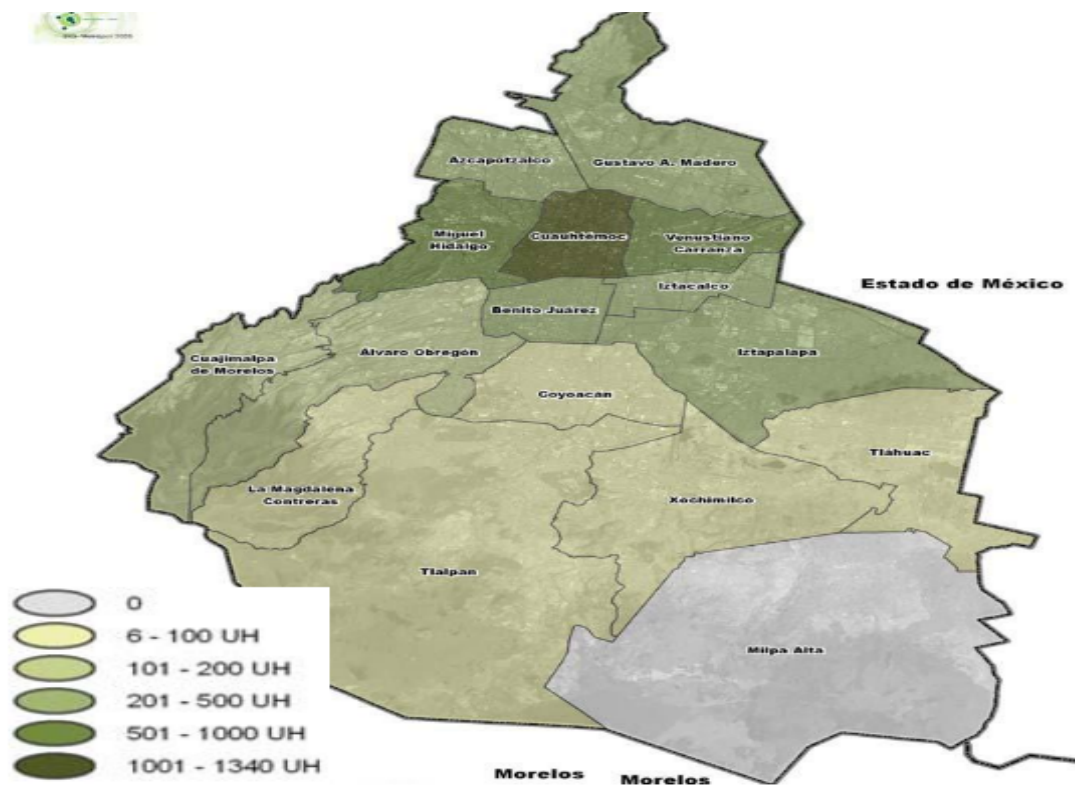 Azcapotzalco
Gustavo A. Madero
Miguel
Hidalgo
Cuauhtémoc
Venustiano
Carranza
Iztacalco
Estado de México
Benito Juárez
Cuajimalpa
de Morelos
Álvaro Obregón
Iztapalapa
Coyoacán
Tláhuac
La Magdalena
Contreras
Xochimilco
Tlalpan
Milpa Alta
0
6 - 100 UH
101 - 200 UH
201 - 500 UH
501 - 1000 UH
1001 - 1340 UH
Morelos
Morelos